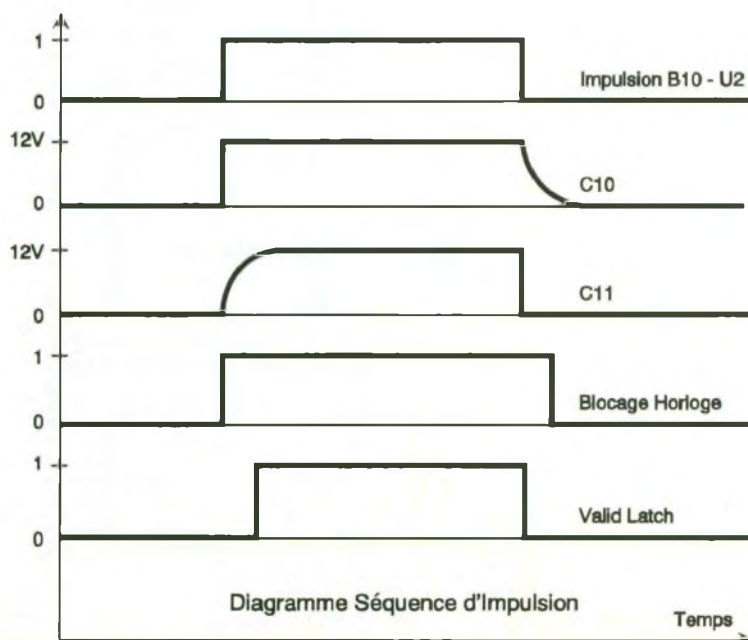 1
Impulsion B10 - U2
0
12V
C10
0
12V
C11
0
1
Blocage Horloge
0
1
Valid Latch
0
Diagramme Séquence d'Impulsion
Temps